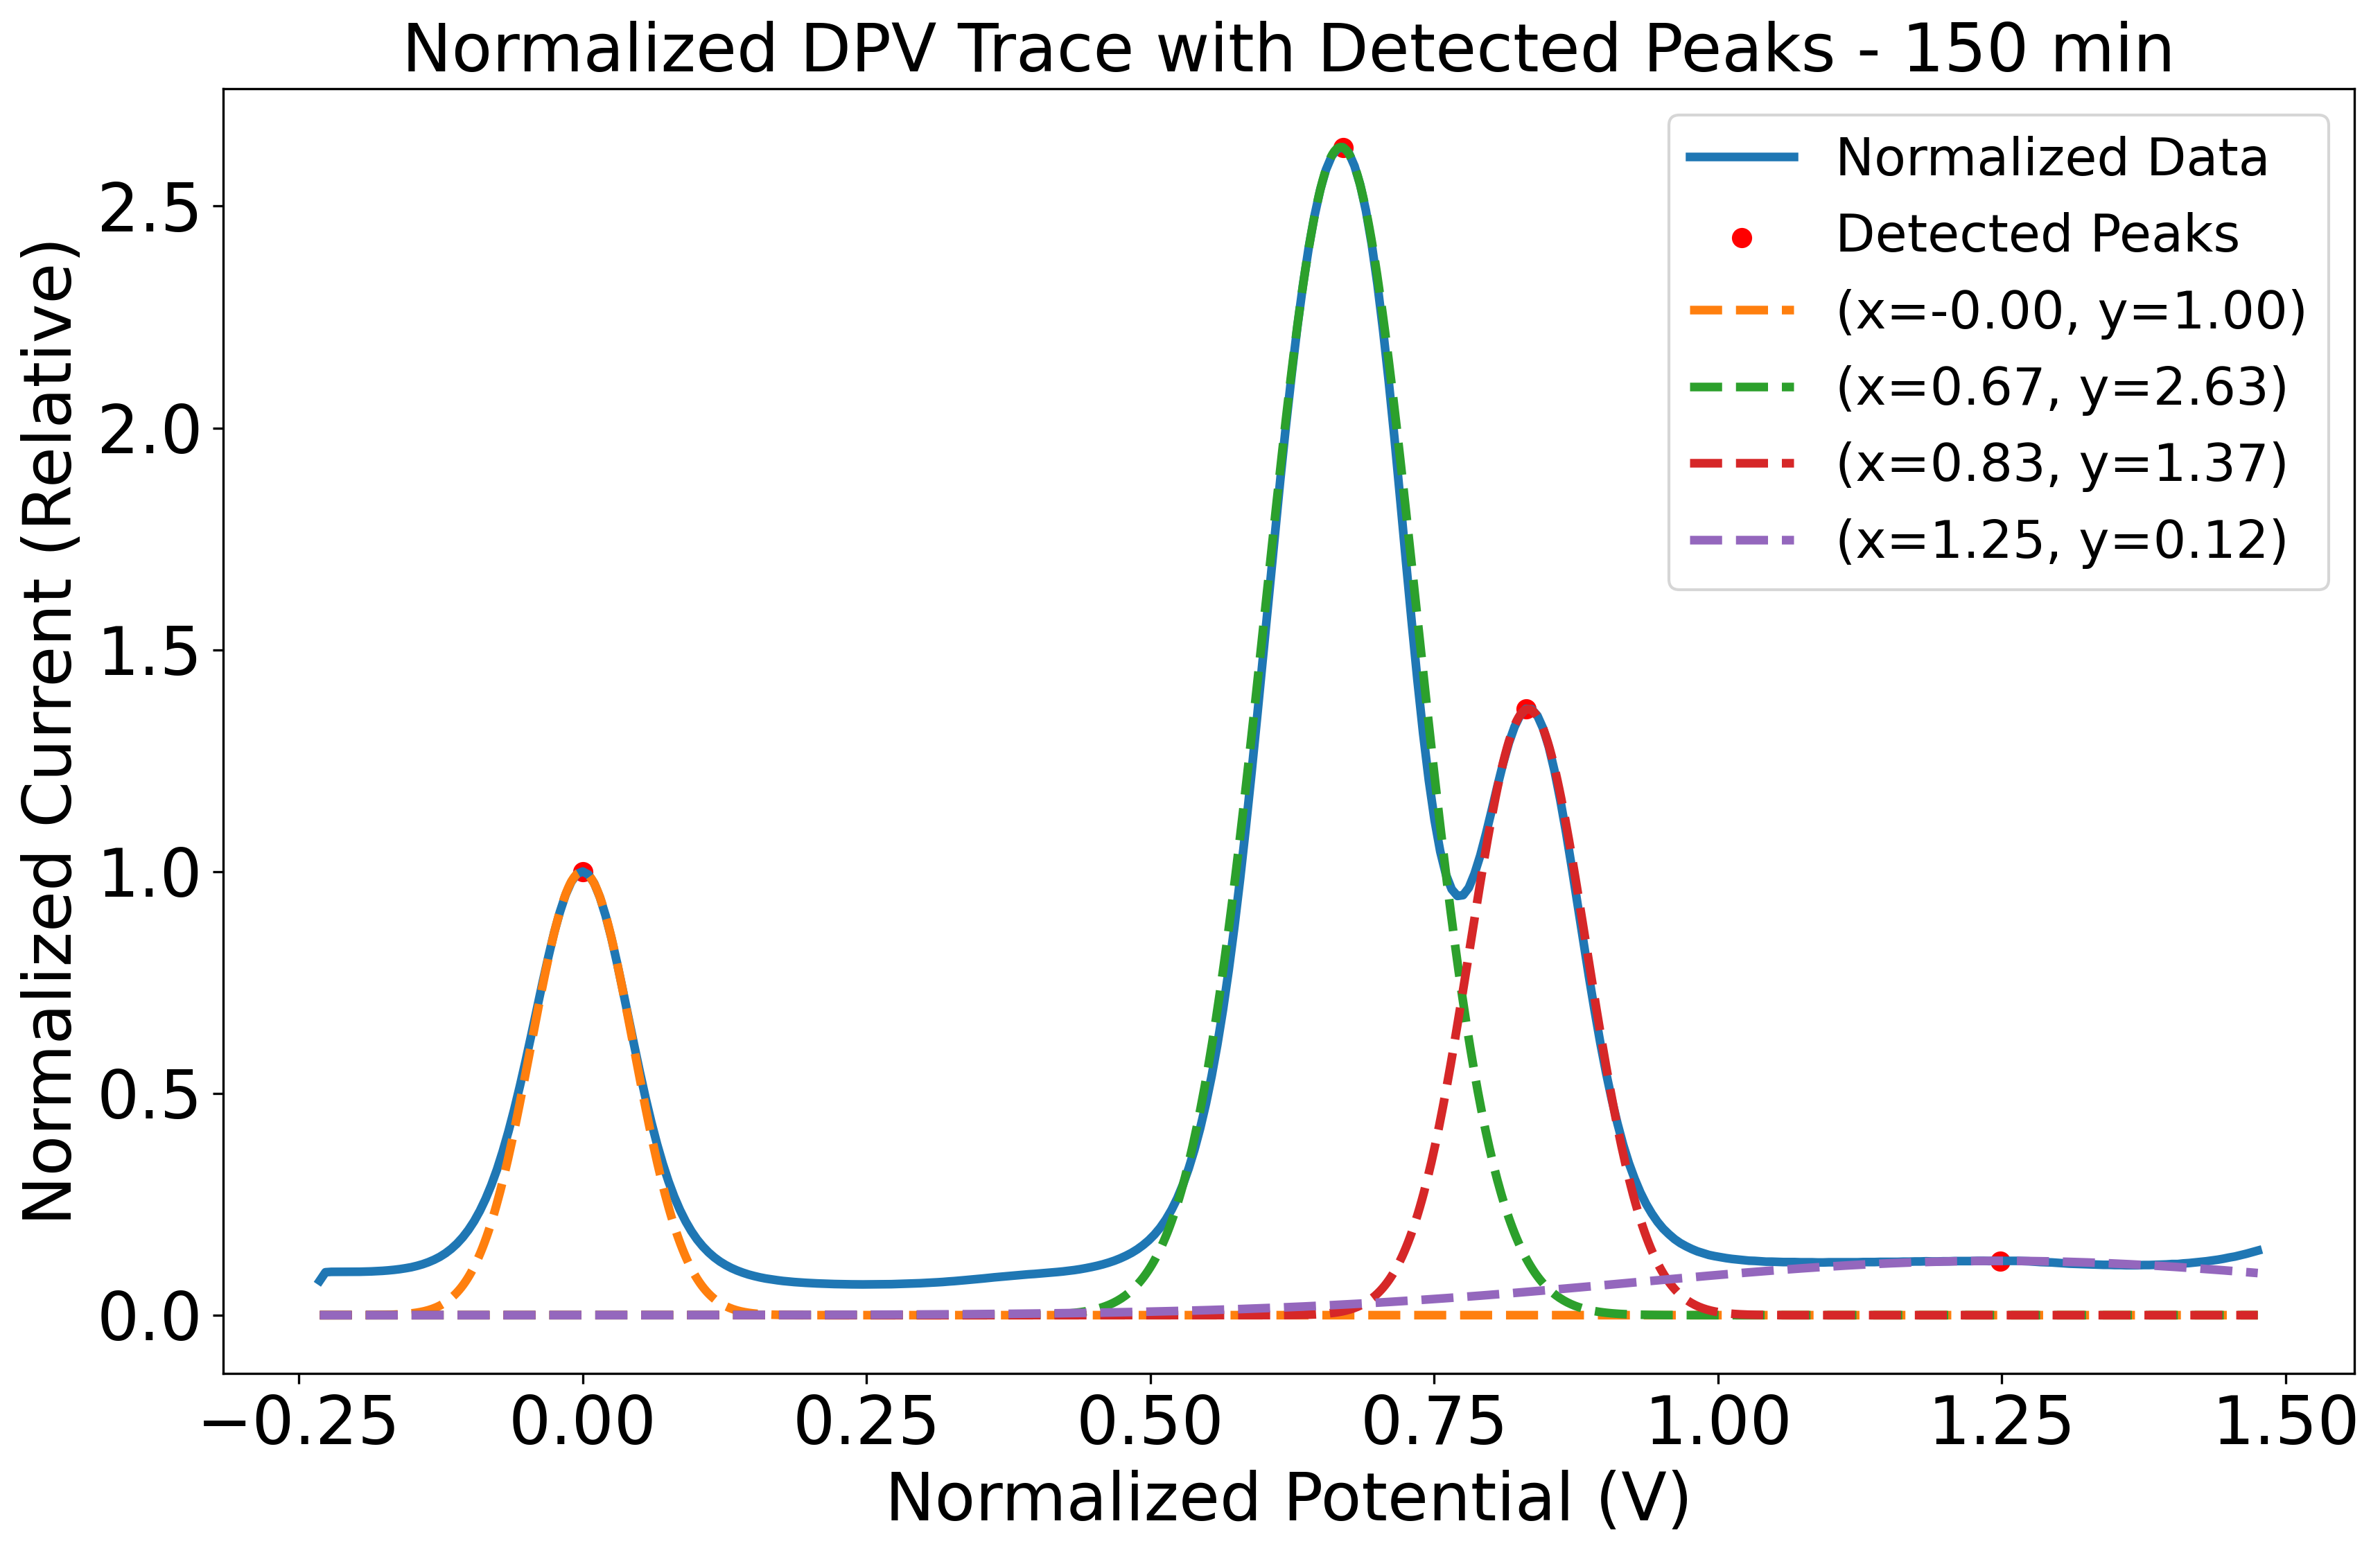 Normalized DPV Trace with Detected Peaks - 150 min
Normalized Current (Relative)
2.5
2.0
1.5
1.0
0.5
0.0
Normalized Data
Detected Peaks
(x=-0.00, y=1.00)
(x=0.67, y=2.63)
(x=0.83, y=1.37)
(x=1.25, y=0.12)
−0.25 0.00 0.25 0.50 0.75 1.00 1.25 1.50
Normalized Potential (V)